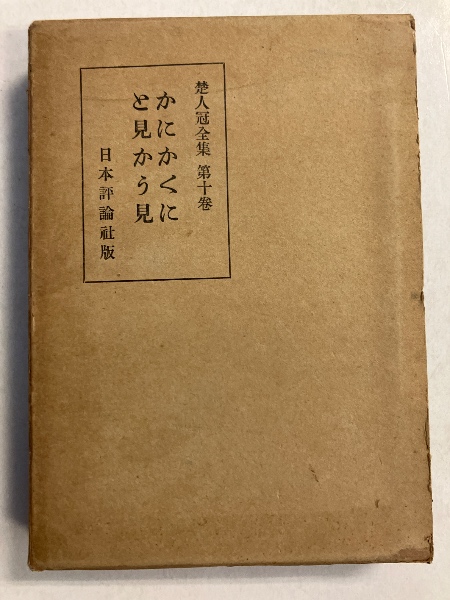 楚人冠全集 第十卷
かにかくに
と見かう見
日本評論社版